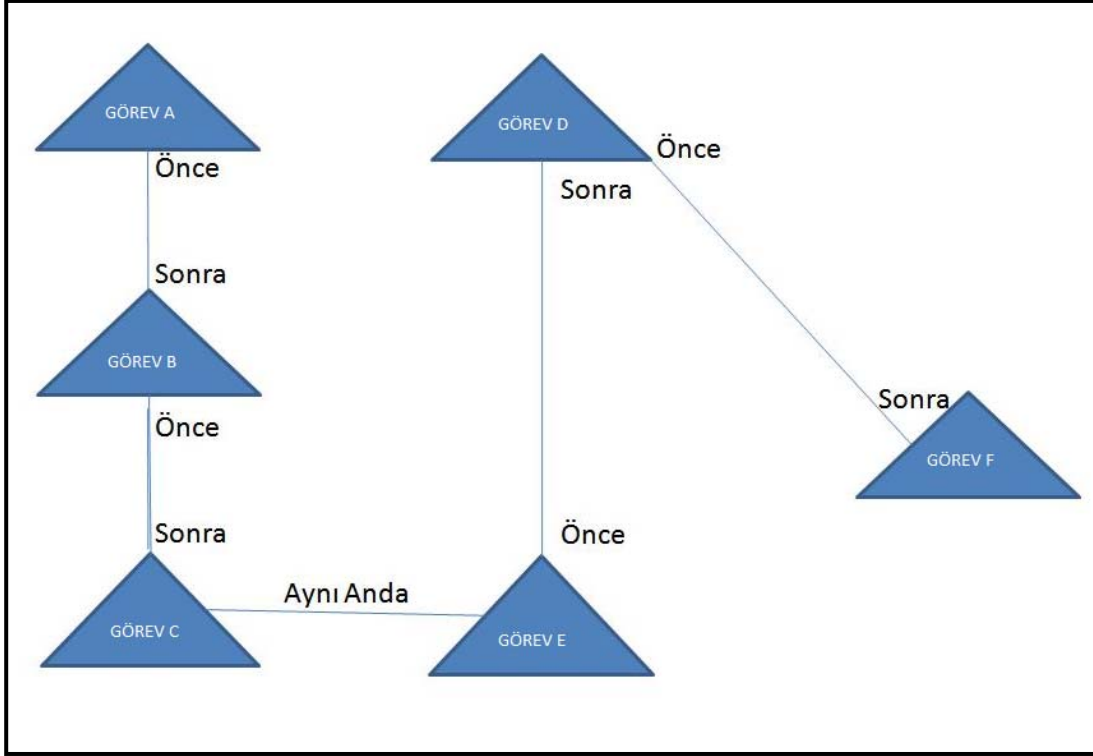 GÖREV A
Önce
Sonra
GÖREV B
Önce
Sonra
GÖREV C
Aynı Anda
GÖREV D
Önce
Sonra
Önce
GÖREV E
Sonra
GÖREV F